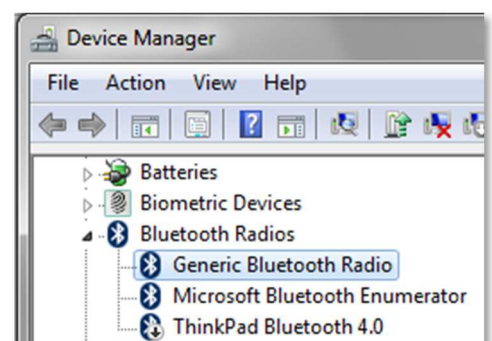 Device Manager
File Action View Help
Batteries
Biometric Devices
Bluetooth Radios
Generic Bluetooth Radio
Microsoft Bluetooth Enumerator
ThinkPad Bluetooth 4.0